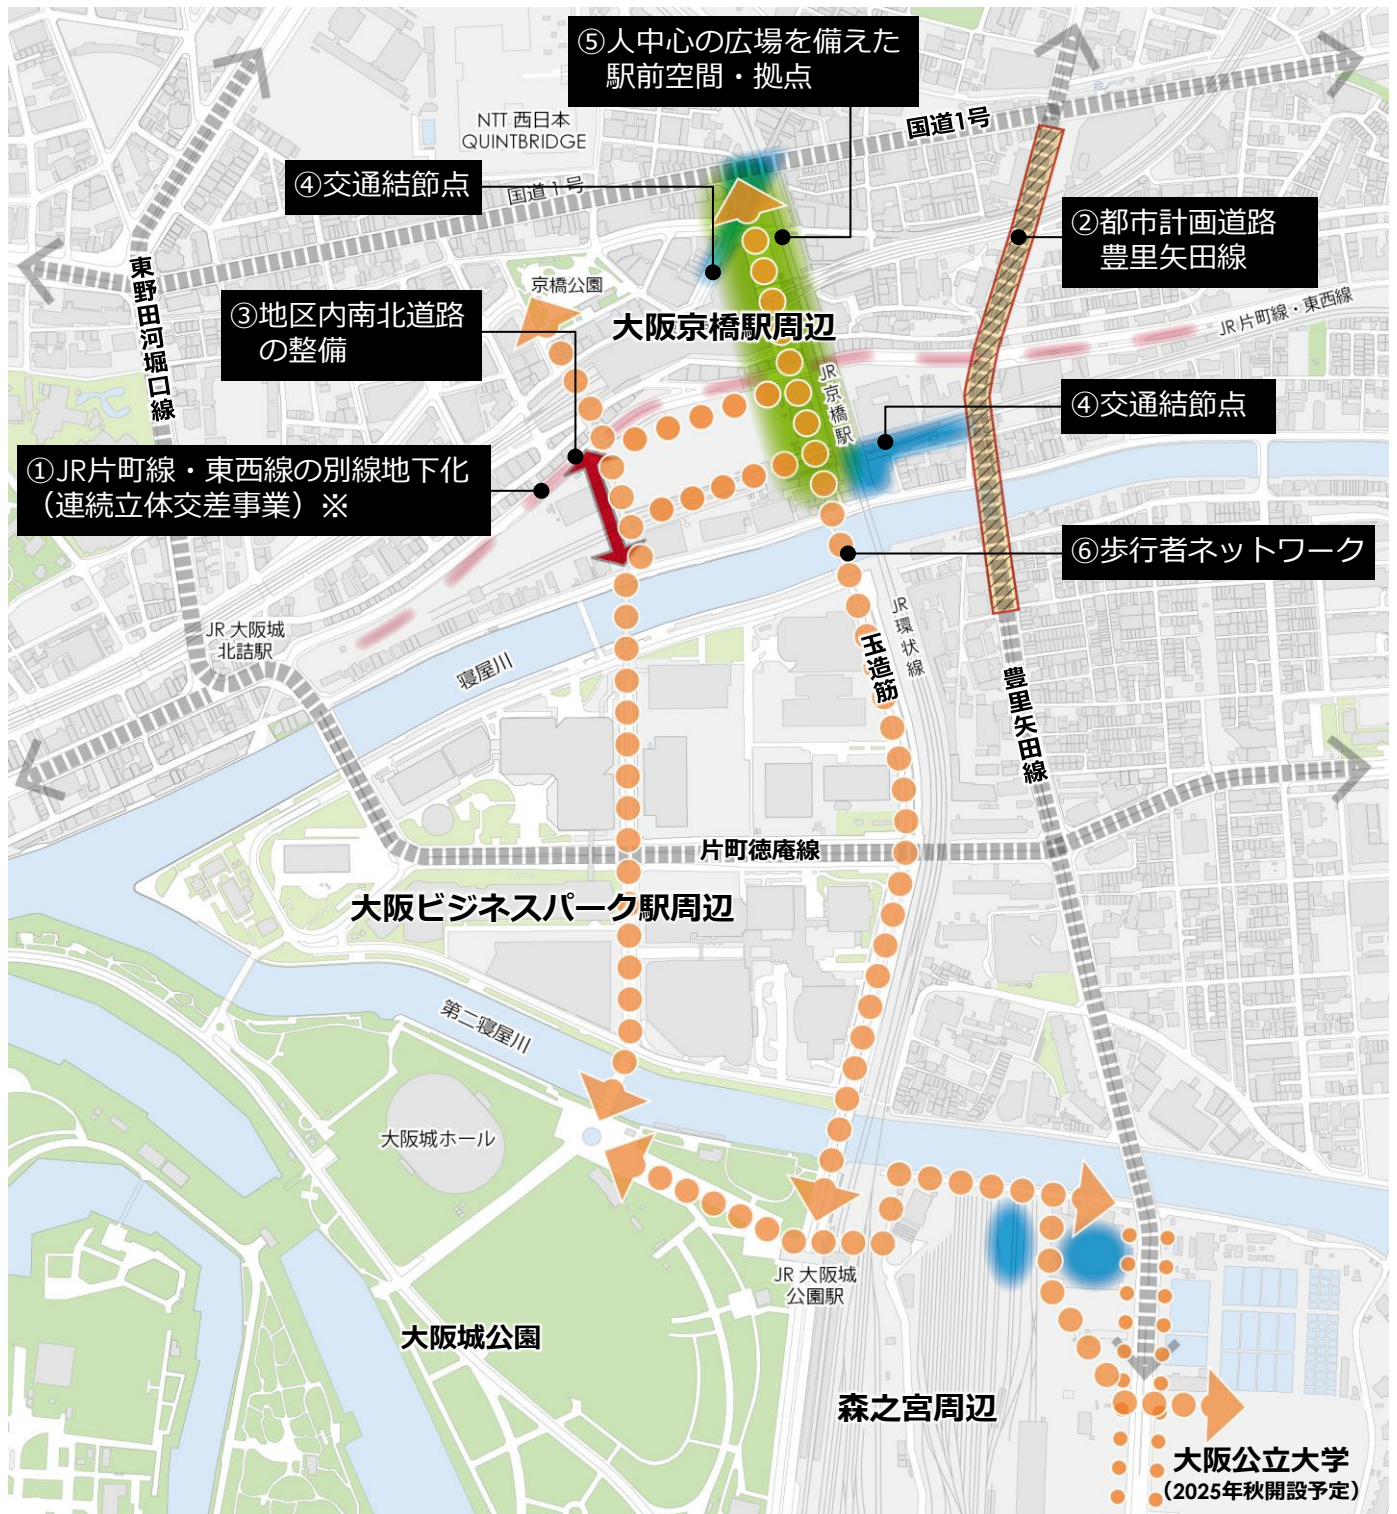 ⑤人中心の広場を備えた
駅前空間・拠点
国道1号
NTT 西日本
QUINTBRIDGE
④交通結節点
国道1号
②都市計画道路
豊里矢田線
東野田河堀口線
京橋公園
③地区内南北道路
の整備
大阪京橋駅周辺
JR片町線・東西線
JR京橋駅
④交通結節点
①JR片町線・東西線の別線地下化
（連続立体交差事業）※
⑥歩行者ネットワーク
JR 大阪城
北詰駅
寝屋川
玉造筋
JR環状線
豊里矢田線
片町徳庵線
大阪ビジネスパーク駅周辺
第二寝屋川
大阪城ホール
JR 大阪城
公園駅
大阪城公園
森之宮周辺
大阪公立大学
（2025年秋開設予定）